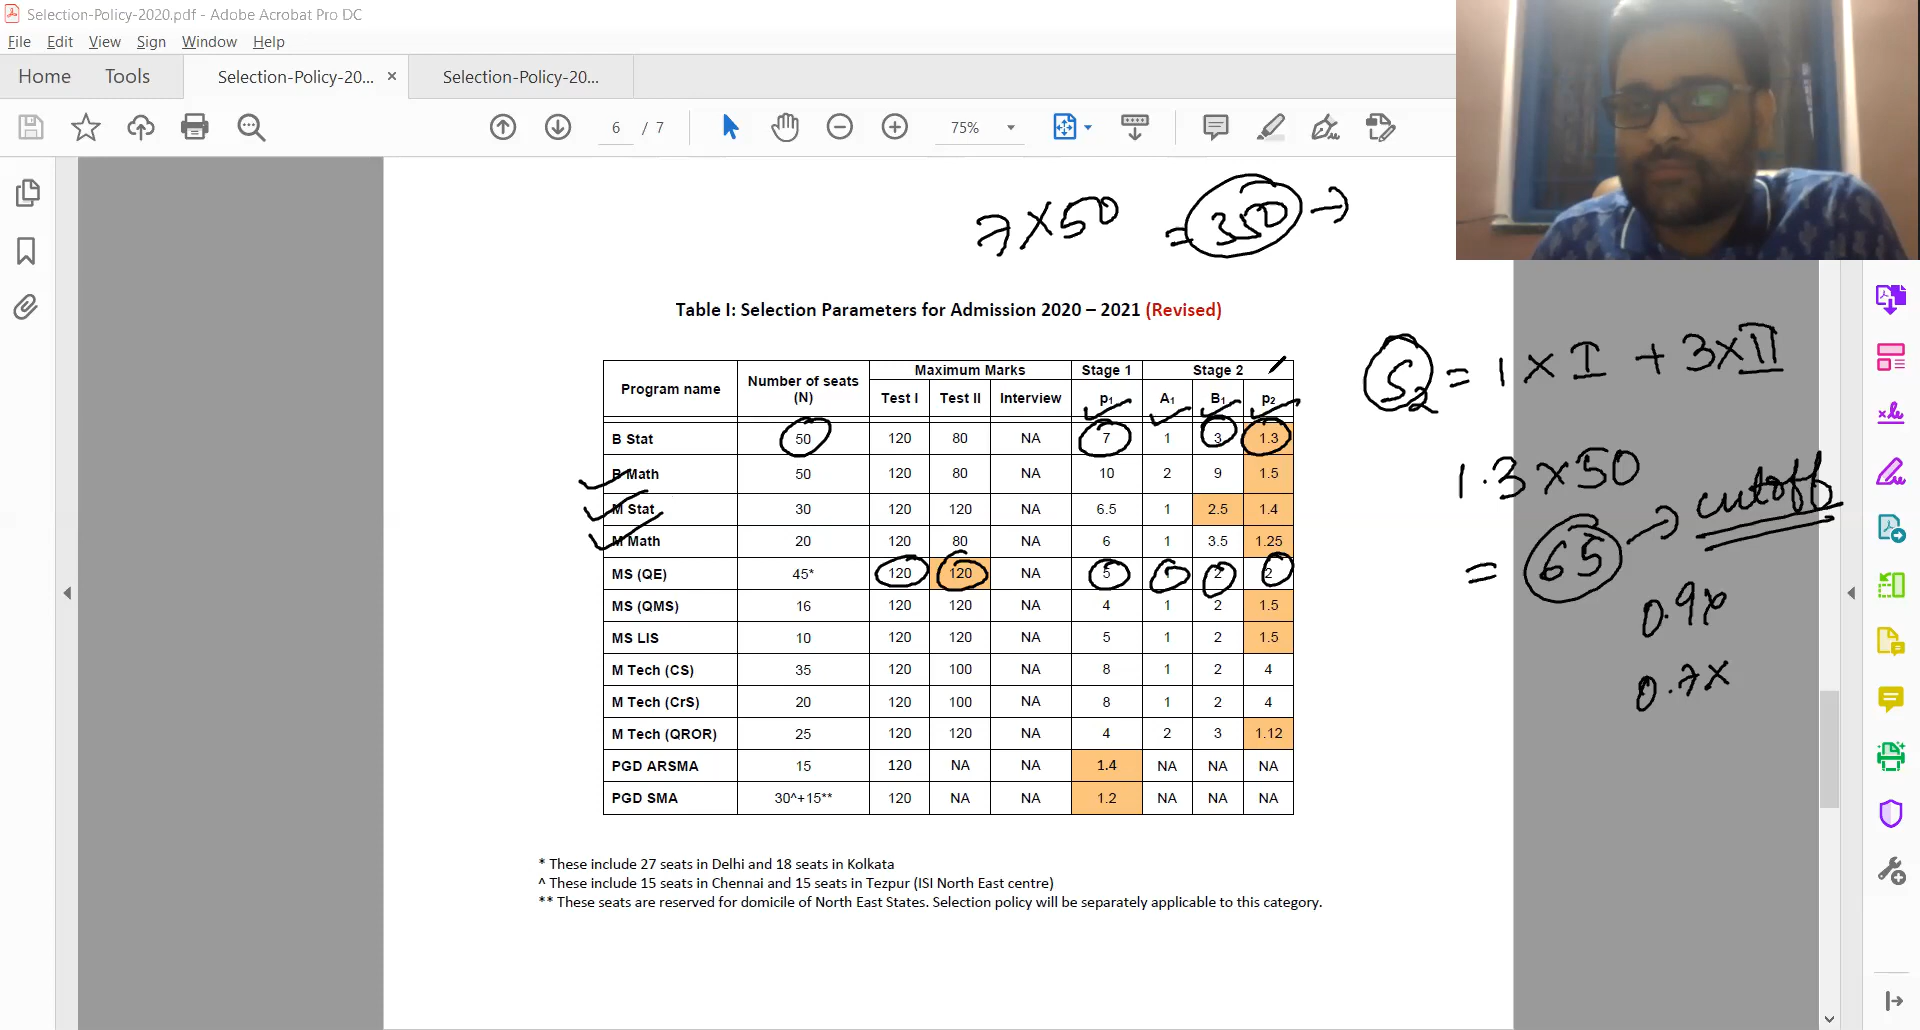 Selection-Policy-2020.pdf - Adobe Acrobat Pro DC
File Edit View Sign Window Help
Home Tools Selection-Policy-20... × Selection-Policy-20...
6 / 7 75%
7 × 50 = 350 →
Table I: Selection Parameters for Admission 2020 – 2021 (Revised)
Program name Number of seats (N) Maximum Marks Stage 1 Stage 2
Test I Test II Interview p1 A1 B1 p2
B Stat 50 120 80 NA 7 1 3 1.3
B Math 50 120 80 NA 10 2 9 1.5
M Stat 30 120 120 NA 6.5 1 2.5 1.4
M Math 20 120 80 NA 6 1 3.5 1.25
MS (QE) 45* 120 120 NA 5 1 2 2
MS (QMS) 16 120 120 NA 4 1 2 1.5
MS LIS 10 120 120 NA 5 1 2 1.5
M Tech (CS) 35 120 100 NA 8 1 2 4
M Tech (CrS) 20 120 100 NA 8 1 2 4
M Tech (QROR) 25 120 120 NA 4 2 3 1.12
PGD ARSMA 15 120 NA NA 1.4 NA NA NA
PGD SMA 30^+15** 120 NA NA 1.2 NA NA NA
* These include 27 seats in Delhi and 18 seats in Kolkata
^ These include 15 seats in Chennai and 15 seats in Tezpur (ISI North East centre)
** These seats are reserved for domicile of North East States. Selection policy will be separately applicable to this category.
S2 = 1 × I + 3 × II
1.3 × 50
= 65 → cutoff
0.9x
0.7x